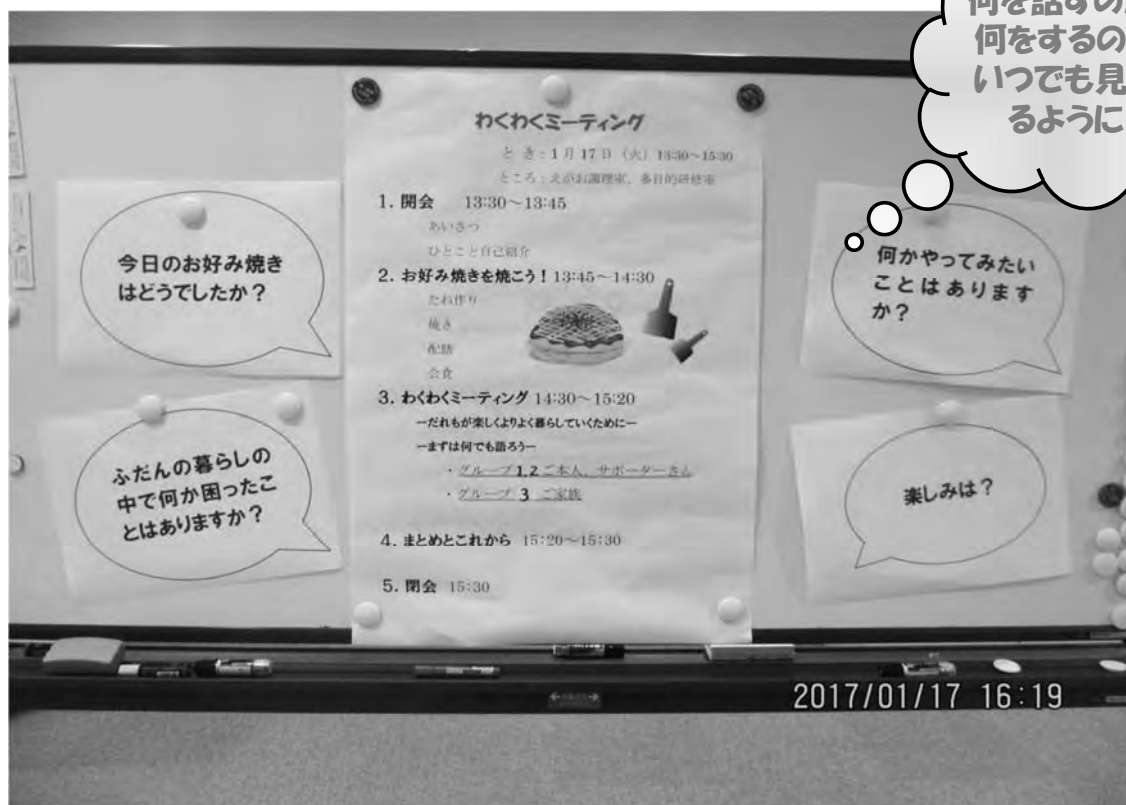 何を話すの
何をするの
いつでも見
るように
わくわくミーティング
とき：1月17日（火）13:30～15:30
ところ：えがお調理室、多目的研修室
1. 開会 13:30～13:45
あいさつ
ひとこと自己紹介
2. お好み焼きを焼こう！13:45～14:30
たね作り
焼き
配膳
会食
3. わくわくミーティング 14:30～15:20
ーだれもが楽しくよりよく暮らしていくためにー
ーまずは何でも語ろうー
・グループ1,2 ご本人、サポーターさん
・グループ 3 ご家族
4. まとめとこれから 15:20～15:30
5. 閉会 15:30
今日のお好み焼き
はどうでしたか？
ふだんの暮らしの
中で何か困ったこ
とはありますか？
何かやってみたい
ことはあります
か？
楽しみは？
2017/01/17 16:19